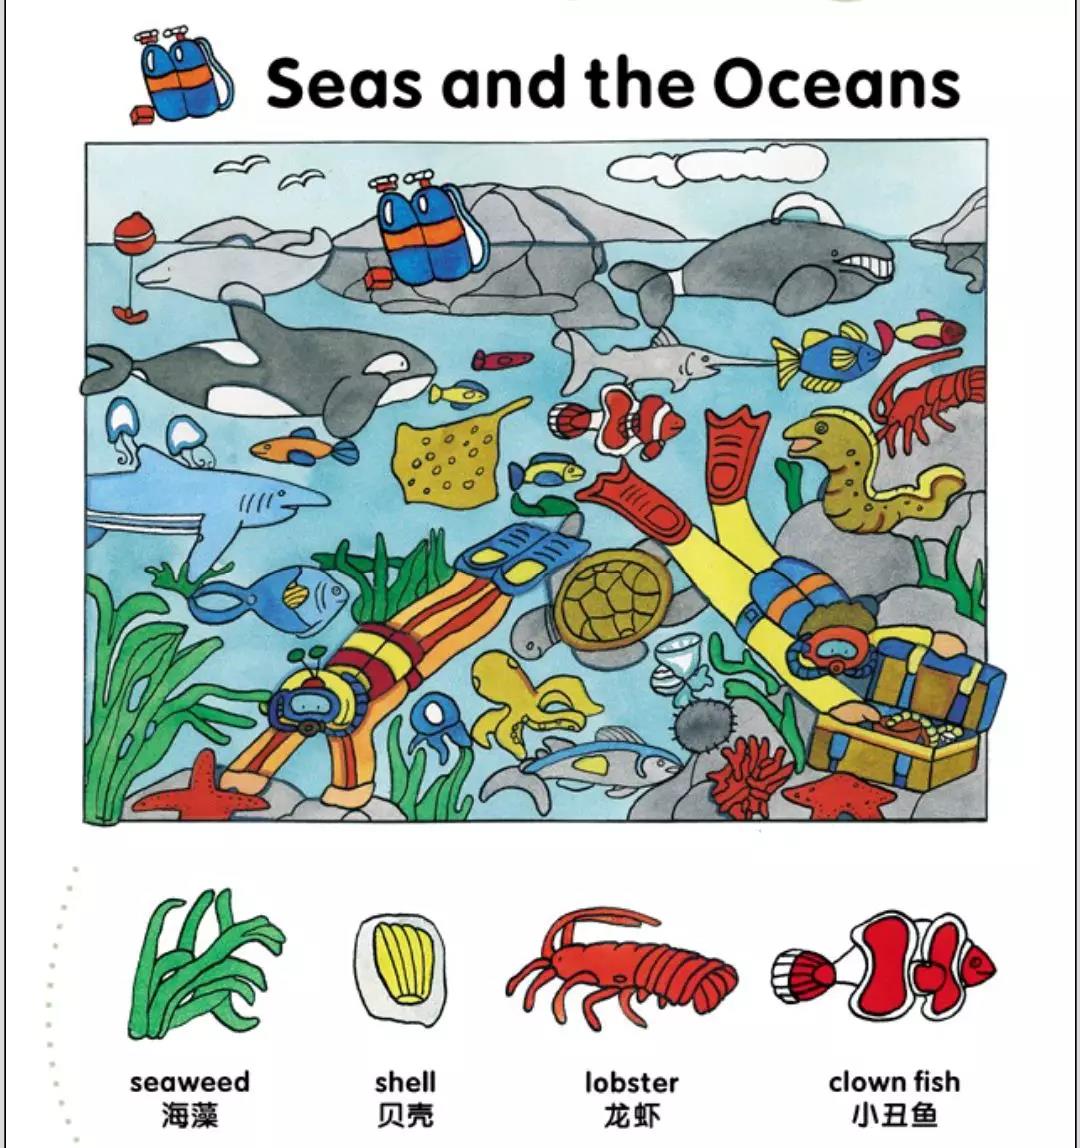 Seas and the Oceans
seaweed shell lobster clown fish
海藻 贝壳 龙虾 小丑鱼